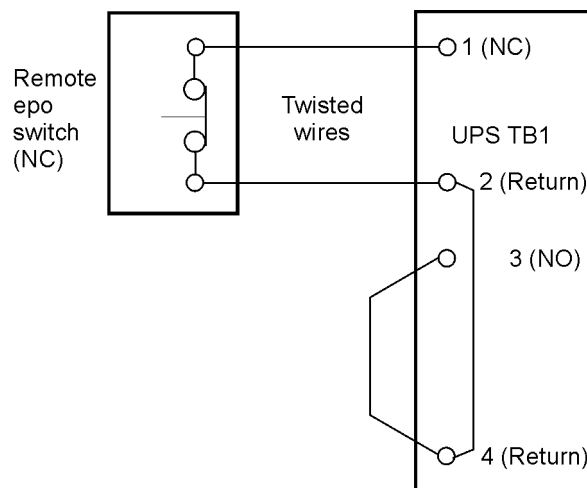 Remote
epo
switch
(NC)
Twisted
wires
1 (NC)
UPS TB1
2 (Return)
3 (NO)
4 (Return)